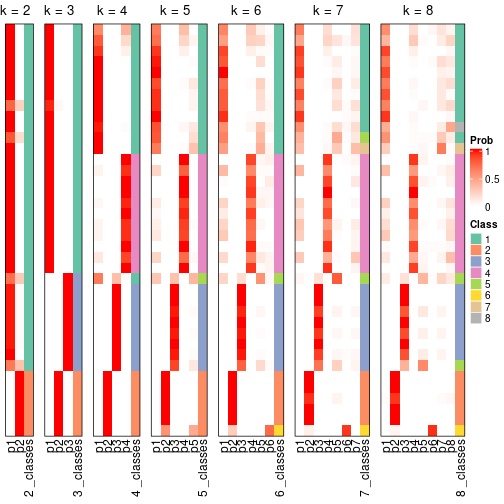 k = 2 k = 3 k = 4 k = 5 k = 6 k = 7 k = 8
Prob
1
0.5
0
Class
1
2
3
4
5
6
7
8
p1 p2 2_classes p1 p2 p3 3_classes p1 p2 p3 p4 4_classes p1 p2 p3 p4 p5 5_classes p1 p2 p3 p4 p5 p6 6_classes p1 p2 p3 p4 p5 p6 p7 7_classes p1 p2 p3 p4 p5 p6 p7 p8 8_classes